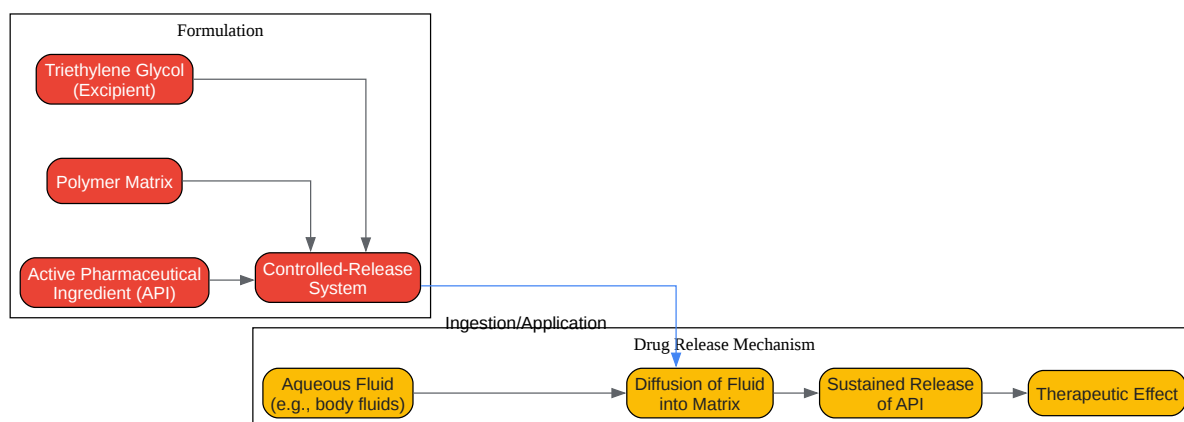 Formulation
Triethylene Glycol
(Excipient)
Polymer Matrix
Active Pharmaceutical
Ingredient (API)
Controlled-Release
System
Ingestion/Application
Drug Release Mechanism
Aqueous Fluid
(e.g., body fluids)
Diffusion of Fluid
into Matrix
Sustained Release
of API
Therapeutic Effect